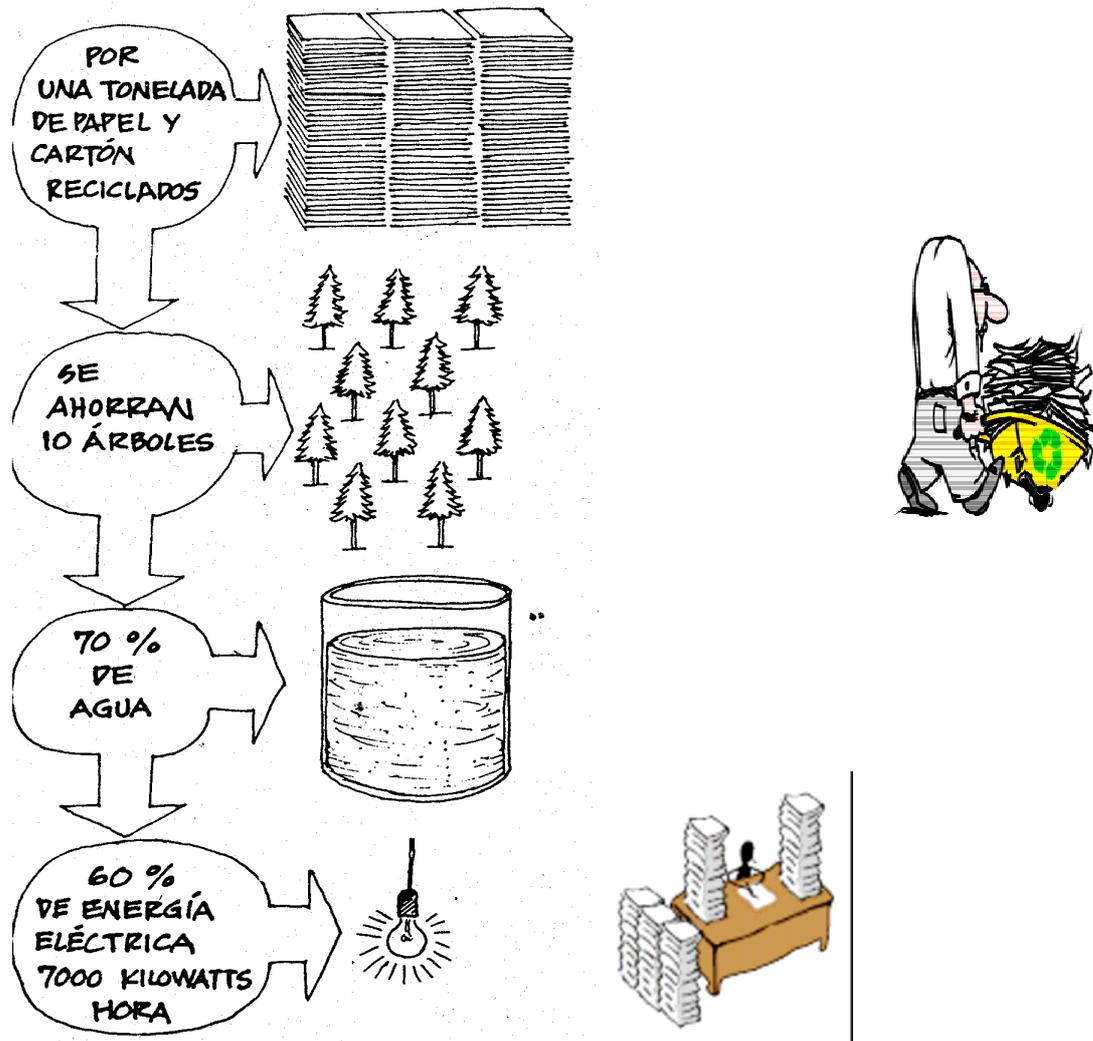 POR
UNA TONELADA
DE PAPEL Y
CARTÓN
RECICLADOS
SE
AHORRAN
10 ÁRBOLES
70 %
DE
AGUA
60 %
DE ENERGÍA
ELÉCTRICA
7000 KILOWATTS
HORA